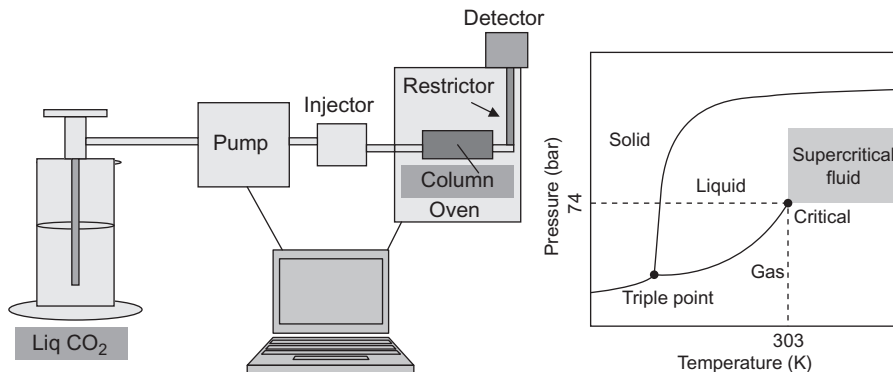 Detector
Restrictor
Injector
Pump
Column
Oven
Liq CO₂
Solid
Liquid
Supercritical
fluid
Critical
Gas
Triple point
Pressure (bar)
74
303
Temperature (K)